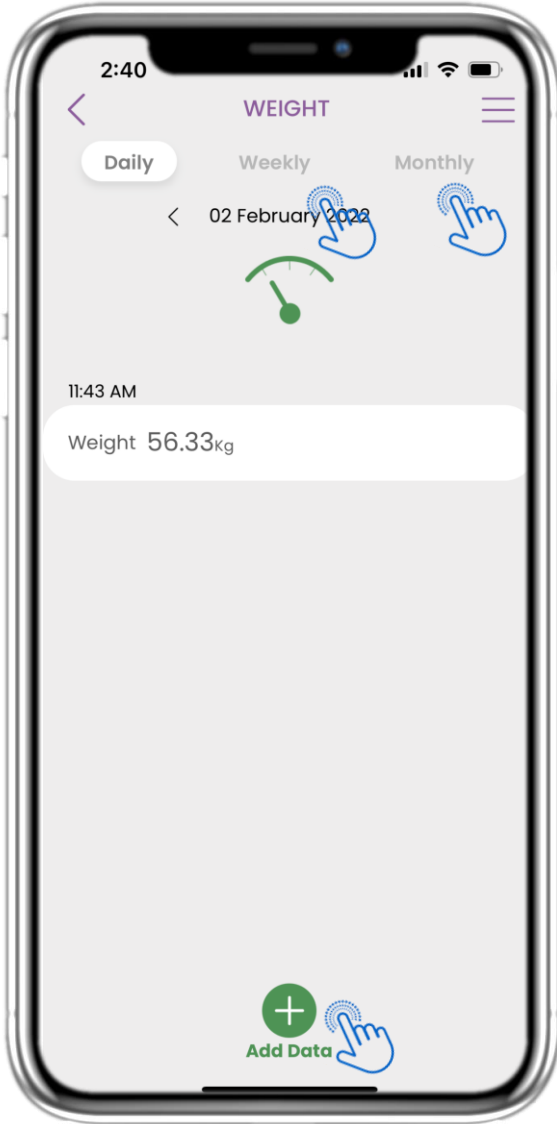 2:40
WEIGHT
Daily Weekly Monthly
02 February 2022
11:43 AM
Weight 56.33Kg
Add Data